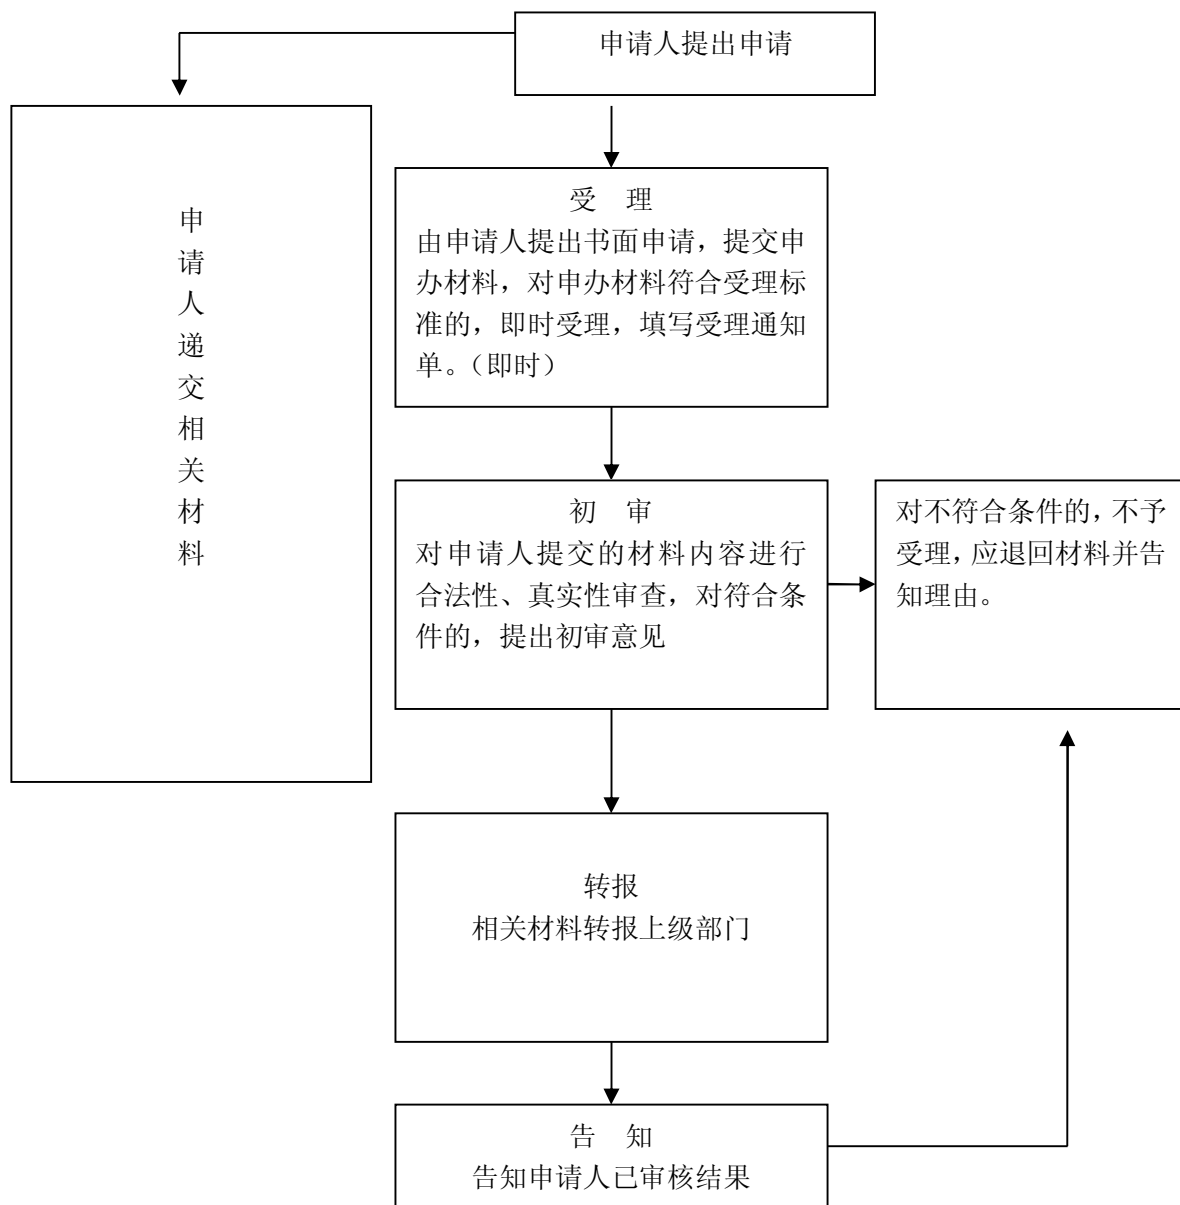 申请人提出申请
申请人递交相关材料
受 理
由申请人提出书面申请，提交申
办材料，对申办材料符合受理标
准的，即时受理，填写受理通知
单。（即时）
初 审
对申请人提交的材料内容进行
合法性、真实性审查，对符合条
件的，提出初审意见
对不符合条件的，不予
受理，应退回材料并告
知理由。
转报
相关材料转报上级部门
告 知
告知申请人已审核结果